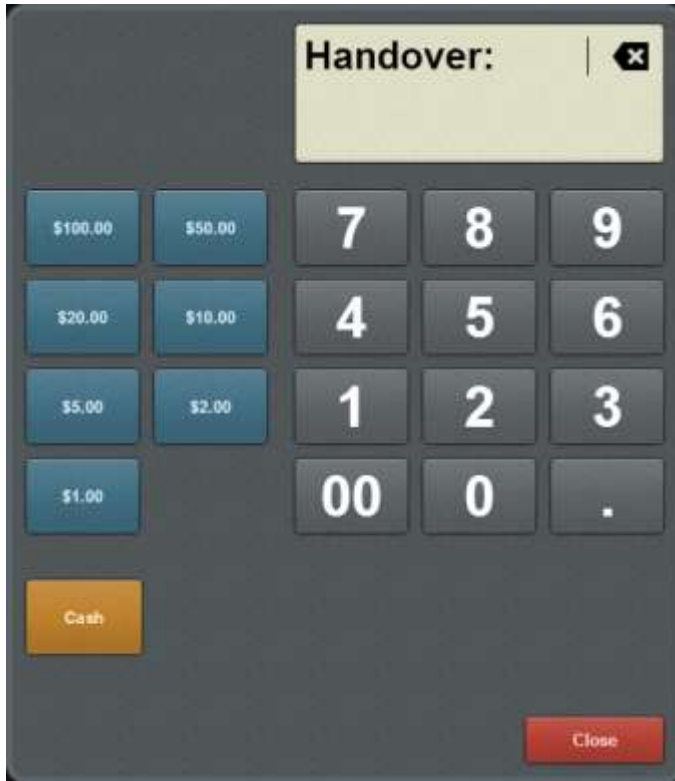 Handover:
$100.00 $50.00 7 8 9
$20.00 $10.00 4 5 6
$5.00 $2.00 1 2 3
$1.00 00 0 .
Cash
Close